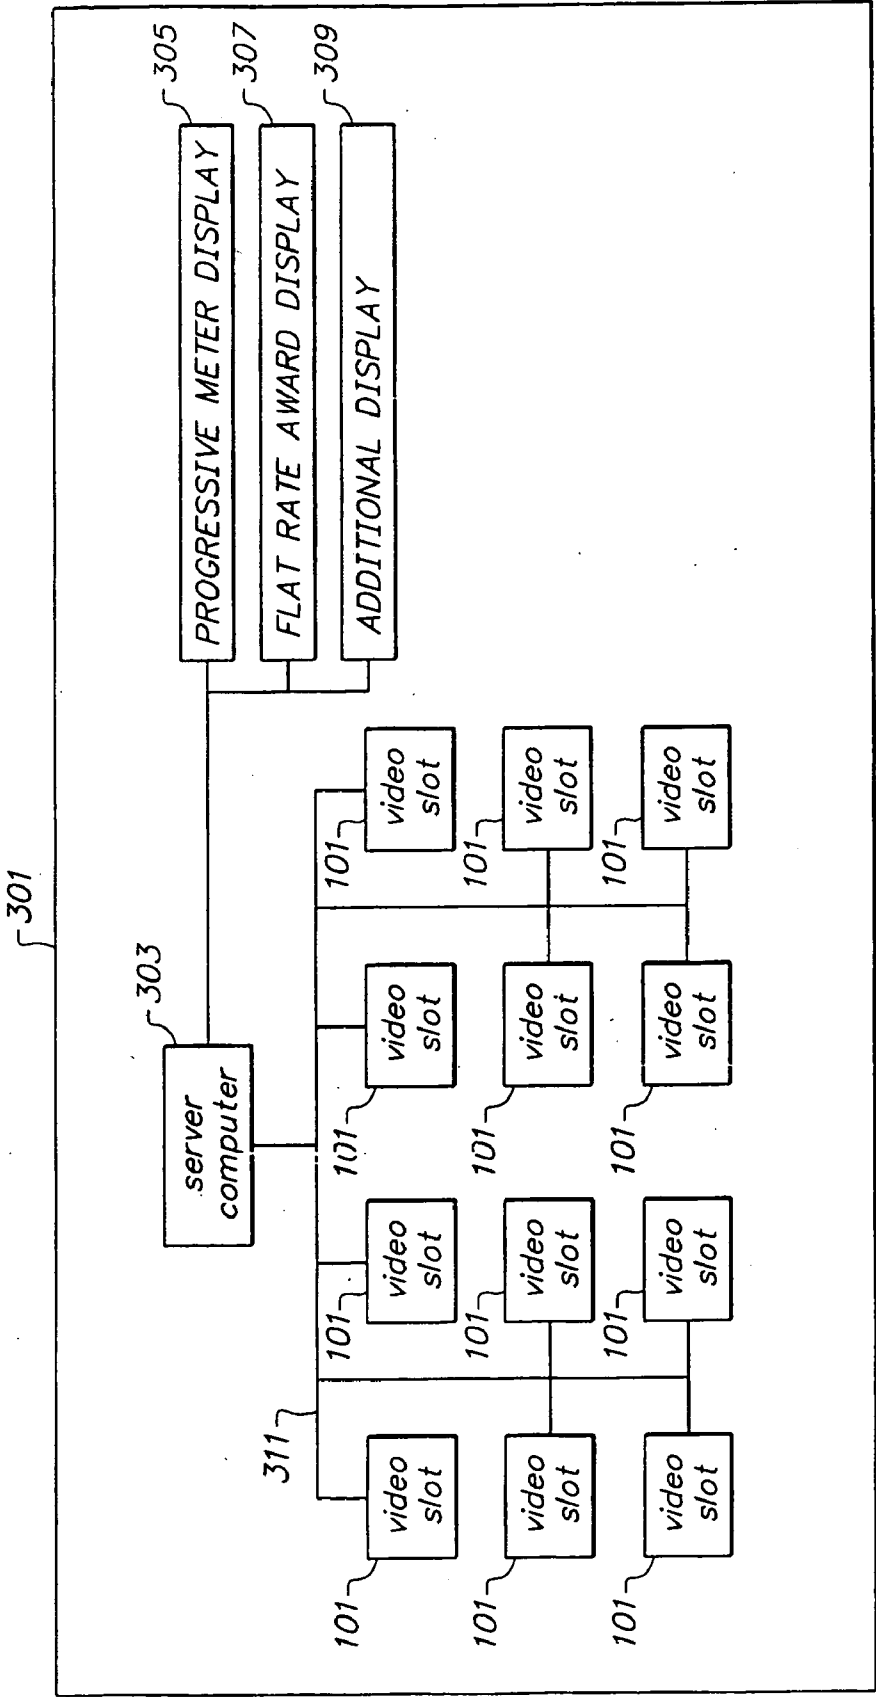 301
303
server
computer
305
PROGRESSIVE METER DISPLAY
307
FLAT RATE AWARD DISPLAY
309
ADDITIONAL DISPLAY
311
101
video
slot
101
video
slot
101
video
slot
101
video
slot
101
video
slot
101
video
slot
101
video
slot
101
video
slot
101
video
slot
101
video
slot
101
video
slot
101
video
slot